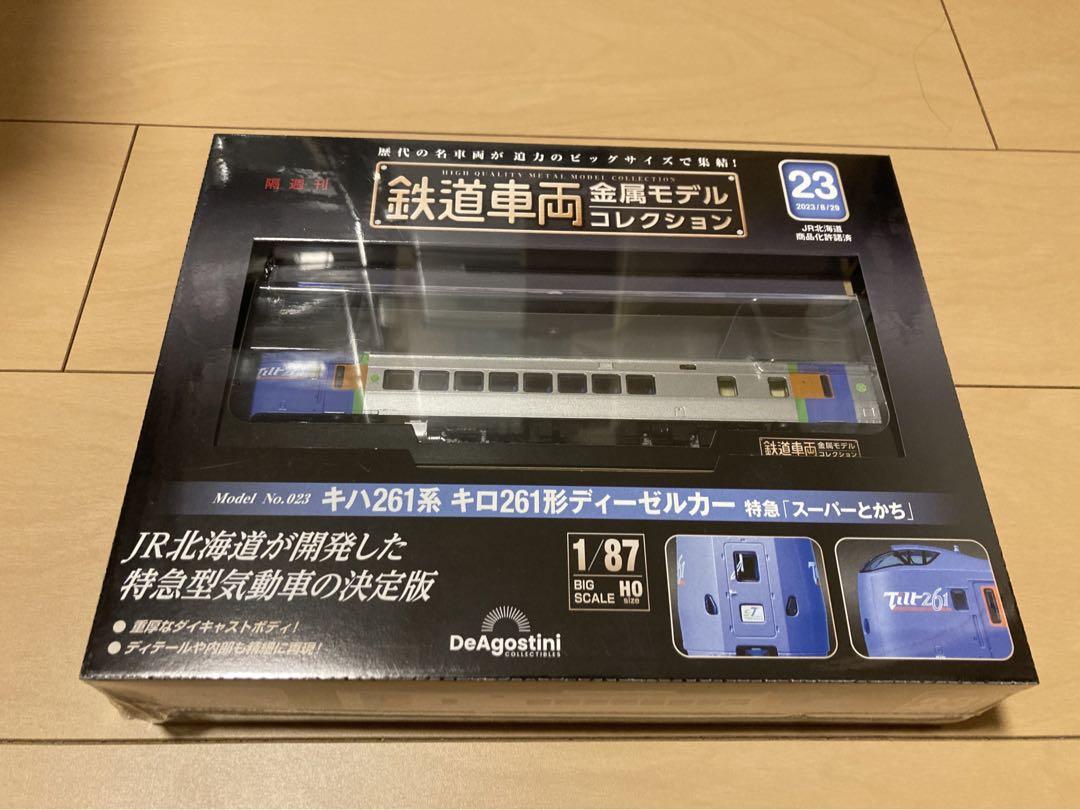 歴代の名車両が 迫力のビッグサイズで集結!
隔週刊
HIGH QUALITY METAL MODEL COLLECTION
鉄道車両 金属モデル コレクション
23
2023/8/29
JR北海道
商品化許諾済
Tilt 261
鉄道車両 金属モデル コレクション
Model No.023 キハ261系 キロ261形ディーゼルカー 特急「スーパーとかち」
JR北海道が開発した
特急型気動車の決定版
● 重厚なダイキャストボディ!
● ディテールや内部も精細に再現!
1/87
BIG SCALE HO size
DeAgostini
COLLECTIBLES
ST
Tilt 261